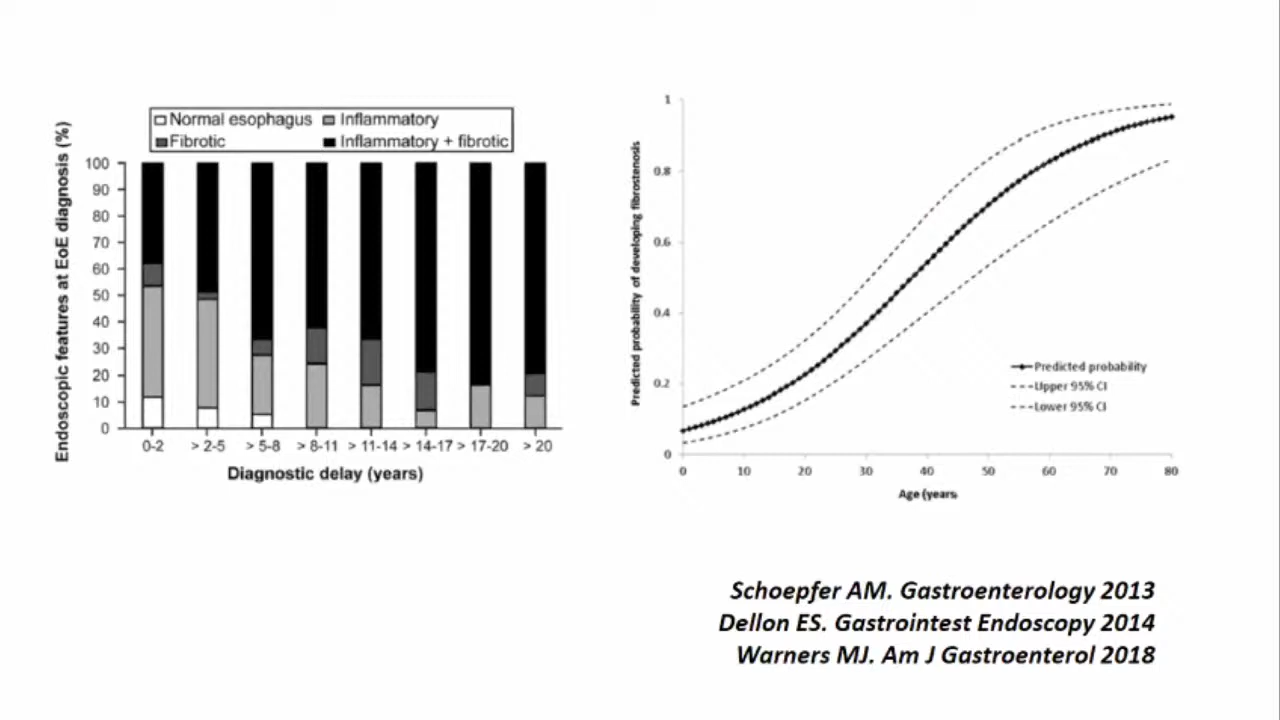 Normal esophagus Inflammatory
Fibrotic Inflammatory + fibrotic
Endoscopic features at EoE diagnosis (%)
100
90
80
70
60
50
40
30
20
10
0
0-2 > 2-5 > 5-8 > 8-11 > 11-14 > 14-17 > 17-20 > 20
Diagnostic delay (years)
Predicted probability of developing fibrostenosis
1
0.8
0.6
0.4
0.2
0
Predicted probability
Upper 95% CI
Lower 95% CI
0 10 20 30 40 50 60 70 80
Age (years
Schoepfer AM. Gastroenterology 2013
Dellon ES. Gastrointest Endoscopy 2014
Warners MJ. Am J Gastroenterol 2018